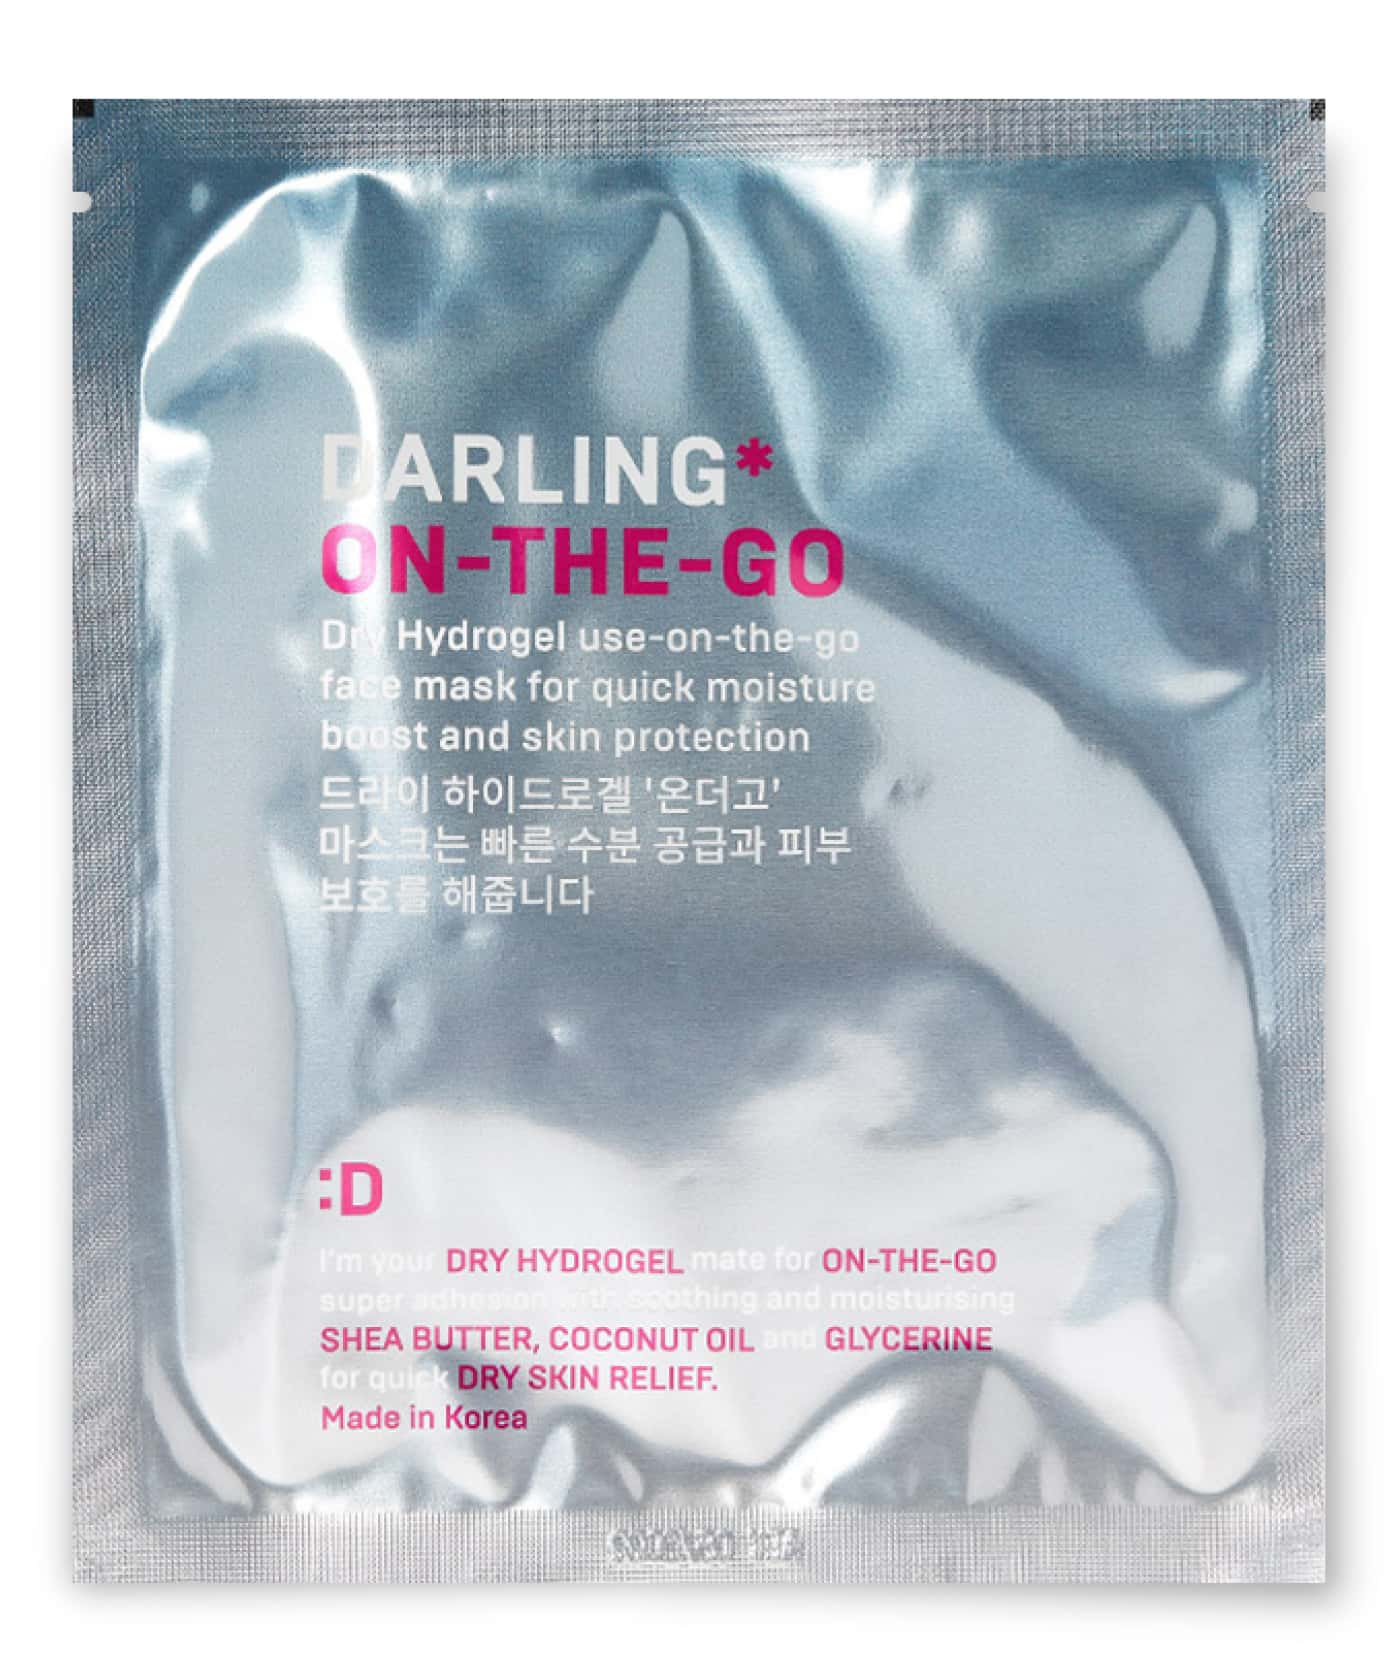 DARLING*
ON-THE-GO
Dry Hydrogel use-on-the-go
face mask for quick moisture
boost and skin protection
드라이 하이드로겔 '온더고'
마스크는 빠른 수분 공급과 피부
보호를 해줍니다
:D
I'm your DRY HYDROGEL mate for ON-THE-GO
super adhesion with soothing and moisturising
SHEA BUTTER, COCONUT OIL and GLYCERINE
for quick DRY SKIN RELIEF.
Made in Korea